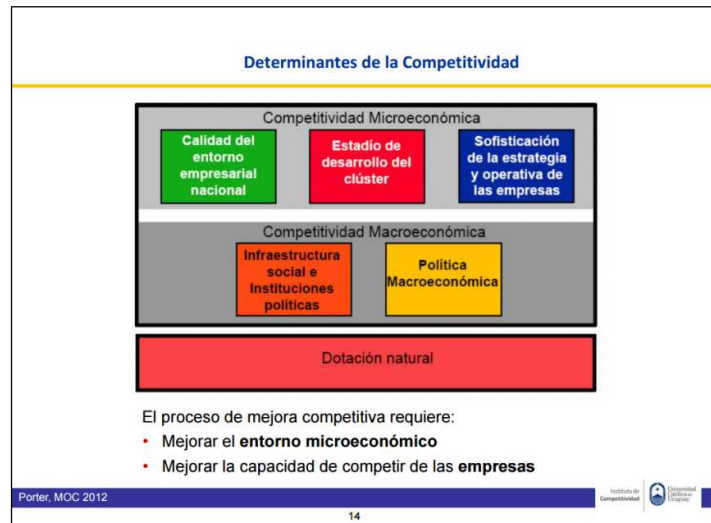 Determinantes de la Competitividad
Competitividad Microeconómica
Calidad del
entorno
empresarial
nacional
Estadío de
desarrollo del
clúster
Sofisticación
de la estrategia
y operativa de
las empresas
Competitividad Macroeconómica
Infraestructura
social e
Instituciones
políticas
Política
Macroeconómica
Dotación natural
El proceso de mejora competitiva requiere:
• Mejorar el entorno microeconómico
• Mejorar la capacidad de competir de las empresas
Porter, MOC 2012
Instituto de
Competitividad
Universidad
Católica del
Uruguay
14